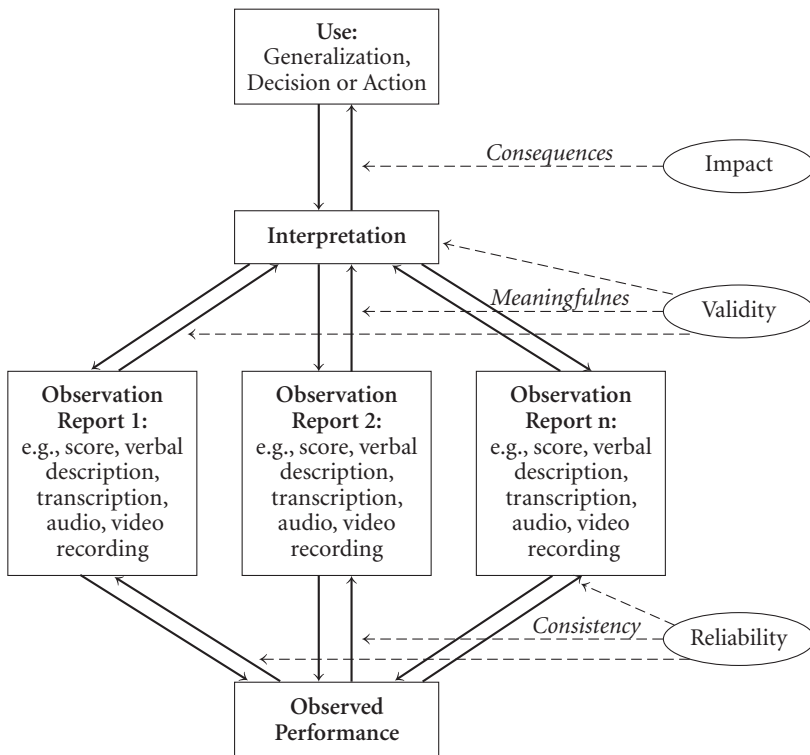 Use:
Generalization,
Decision or Action
Consequences
Impact
Interpretation
Meaningfulnes
Validity
Observation
Report 1:
e.g., score, verbal
description,
transcription,
audio, video
recording
Observation
Report 2:
e.g., score, verbal
description,
transcription,
audio, video
recording
Observation
Report n:
e.g., score, verbal
description,
transcription,
audio, video
recording
Consistency
Reliability
Observed
Performance